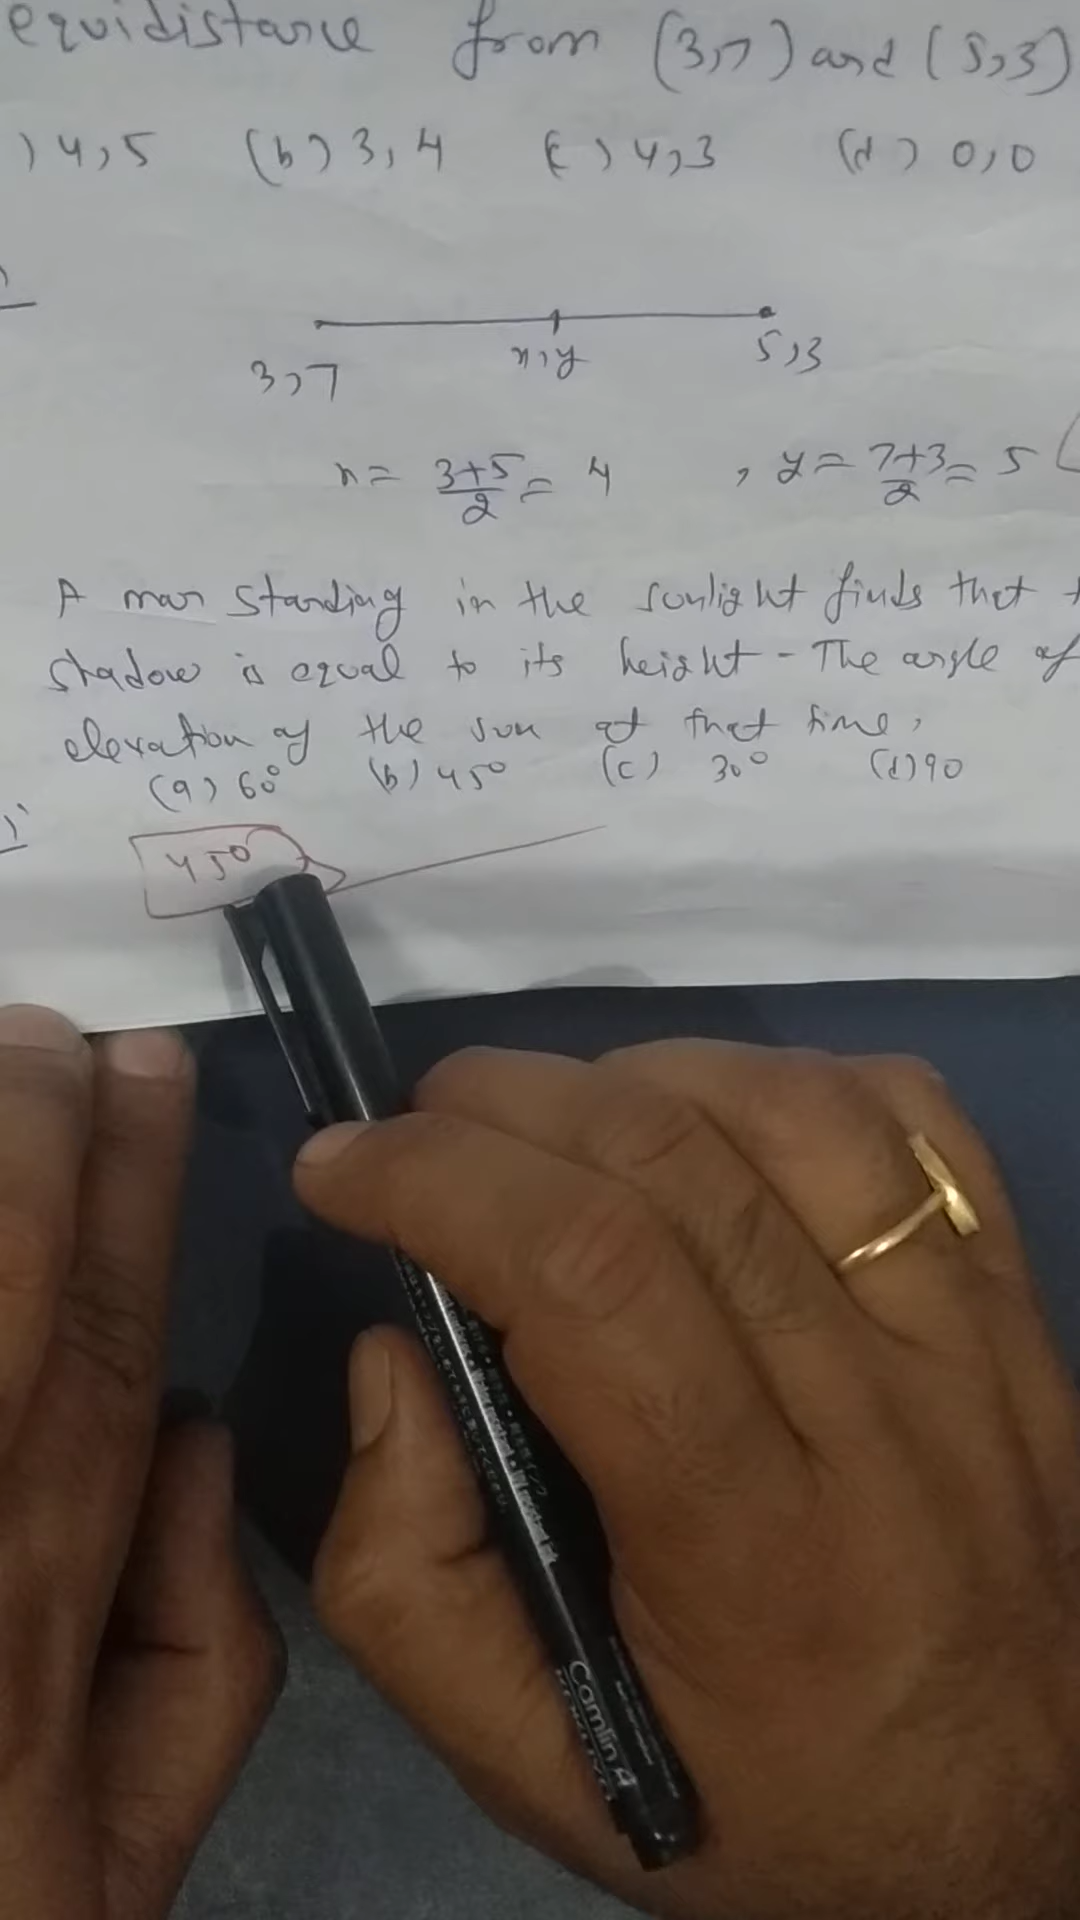 equidistance from (3,7) and (5,3)
) 4,5 (b) 3,4 (c) 4,3 (d) 0,0
3,7 x,y 5,3
x = 3+5/2 = 4 , y = 7+3/2 = 5
A man standing in the sunlight finds that
shadow is equal to its height - The angle of
elevation of the sun at that time,
(a) 60° (b) 45° (c) 30° (d) 90
45°
Camlin